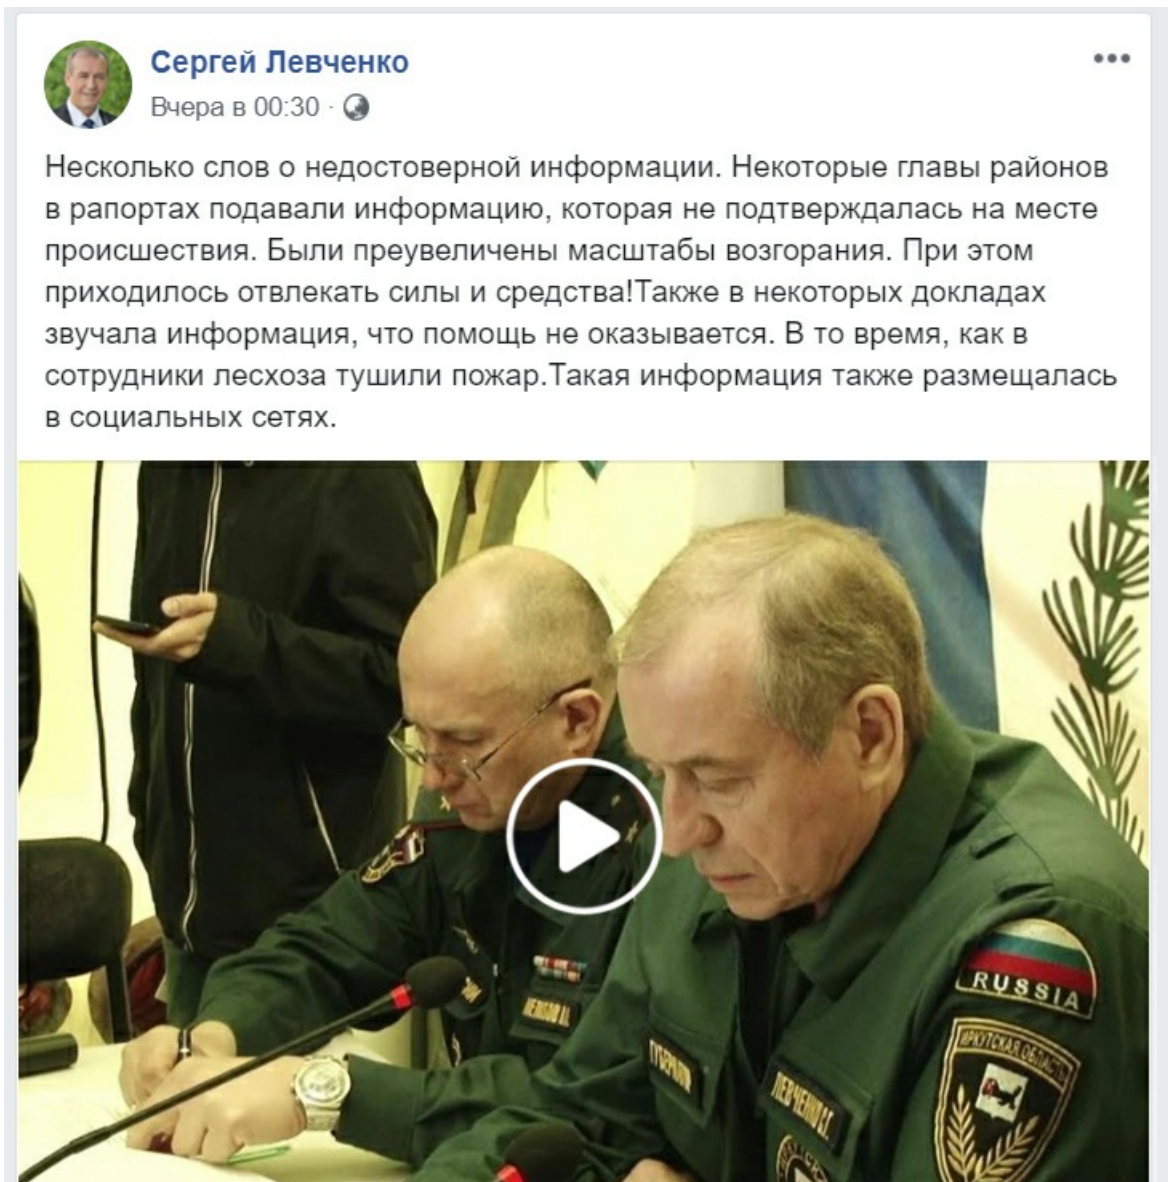 Сергей Левченко
Вчера в 00:30 ·
Несколько слов о недостоверной информации. Некоторые главы районов
в рапортах подавали информацию, которая не подтверждалась на месте
происшествия. Были преувеличены масштабы возгорания. При этом
приходилось отвлекать силы и средства!Также в некоторых докладах
звучала информация, что помощь не оказывается. В то время, как в
сотрудники лесхоза тушили пожар.Такая информация также размещалась
в социальных сетях.
RUSSIA
ИРКУТСКАЯ ОБЛАСТЬ
ГУБЕРНАТОР
ЛЕВЧЕНКО С.Г.